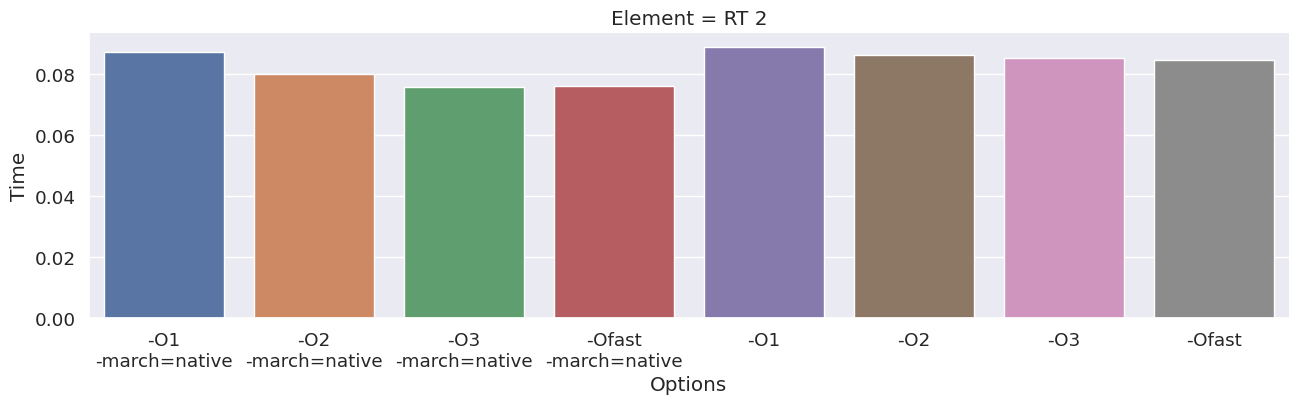 Element = RT 2
Time
0.08
0.06
0.04
0.02
0.00
-O1 -march=native
-O2 -march=native
-O3 -march=native
-Ofast -march=native
-O1
-O2
-O3
-Ofast
Options